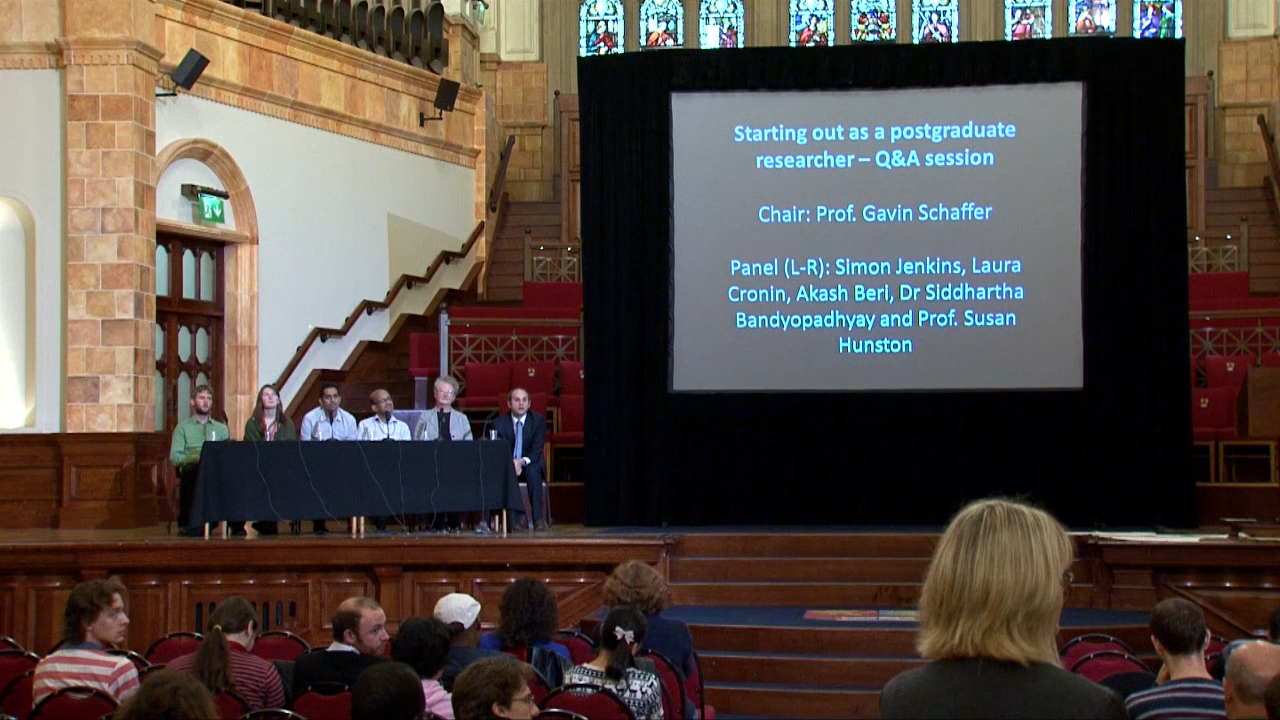 Starting out as a postgraduate
researcher – Q&A session
Chair: Prof. Gavin Schaffer
Panel (L-R): Simon Jenkins, Laura
Cronin, Akash Beri, Dr Siddhartha
Bandyopadhyay and Prof. Susan
Hunston